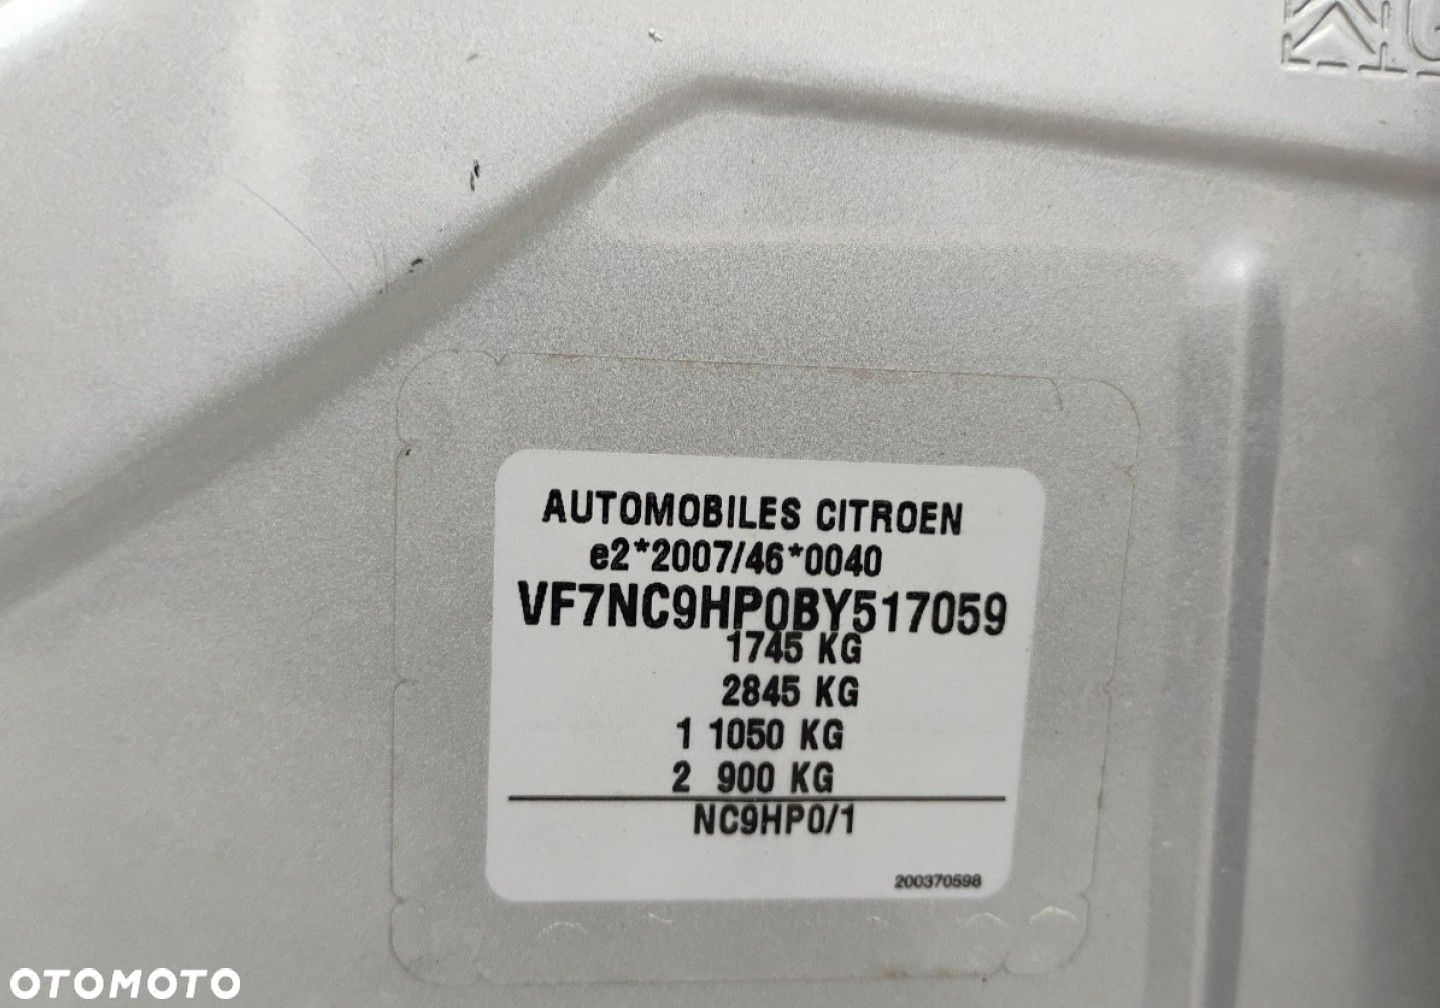 AUTOMOBILES CITROEN
e2*2007/46*0040
VF7NC9HP0BY517059
1745 KG
2845 KG
1 1050 KG
2 900 KG
NC9HP0/1
200370598
OTOMOTO